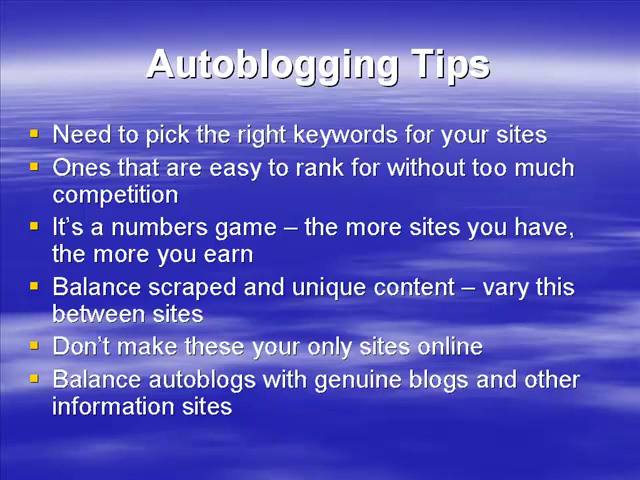 Autoblogging Tips
Need to pick the right keywords for your sites
Ones that are easy to rank for without too much
competition
It's a numbers game – the more sites you have,
the more you earn
Balance scraped and unique content – vary this
between sites
Don't make these your only sites online
Balance autoblogs with genuine blogs and other
information sites